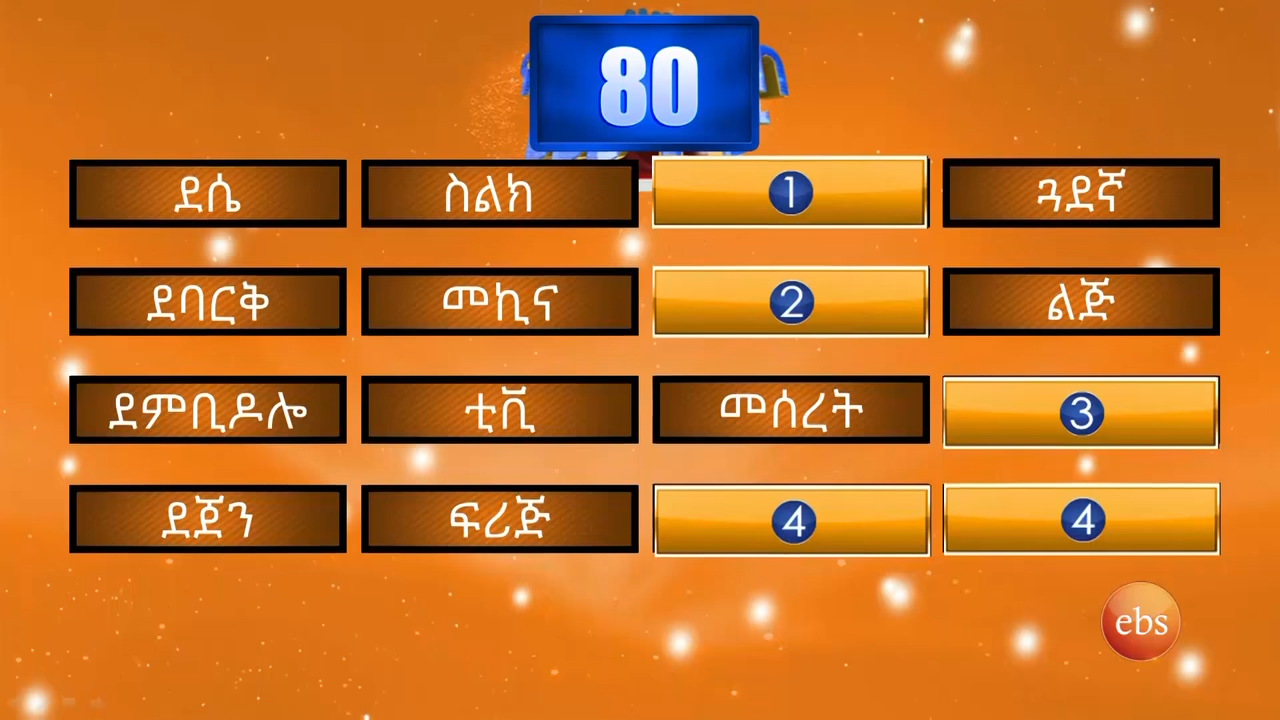 80
ደሴ ስልክ 1 ጓደኛ
ደባርቅ መኪና 2 ልጅ
ደምቢዶሎ ቲቪ መሰረት 3
ደጀን ፍሪጅ 4 4
ebs